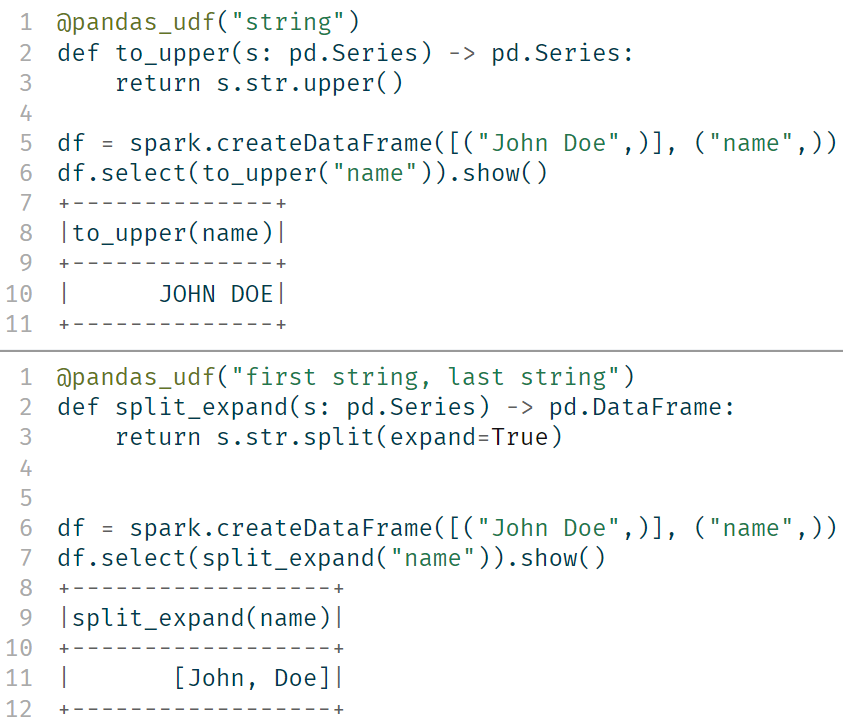 1 @pandas_udf("string")
2 def to_upper(s: pd.Series) -> pd.Series:
3     return s.str.upper()
4
5 df = spark.createDataFrame([("John Doe",)], ("name",))
6 df.select(to_upper("name")).show()
7 +--------------+
8 |to_upper(name)|
9 +--------------+
10 |      JOHN DOE|
11 +--------------+
1 @pandas_udf("first string, last string")
2 def split_expand(s: pd.Series) -> pd.DataFrame:
3     return s.str.split(expand=True)
4
5
6 df = spark.createDataFrame([("John Doe",)], ("name",))
7 df.select(split_expand("name")).show()
8 +------------------+
9 |split_expand(name)|
10 +------------------+
11 |       [John, Doe]|
12 +------------------+